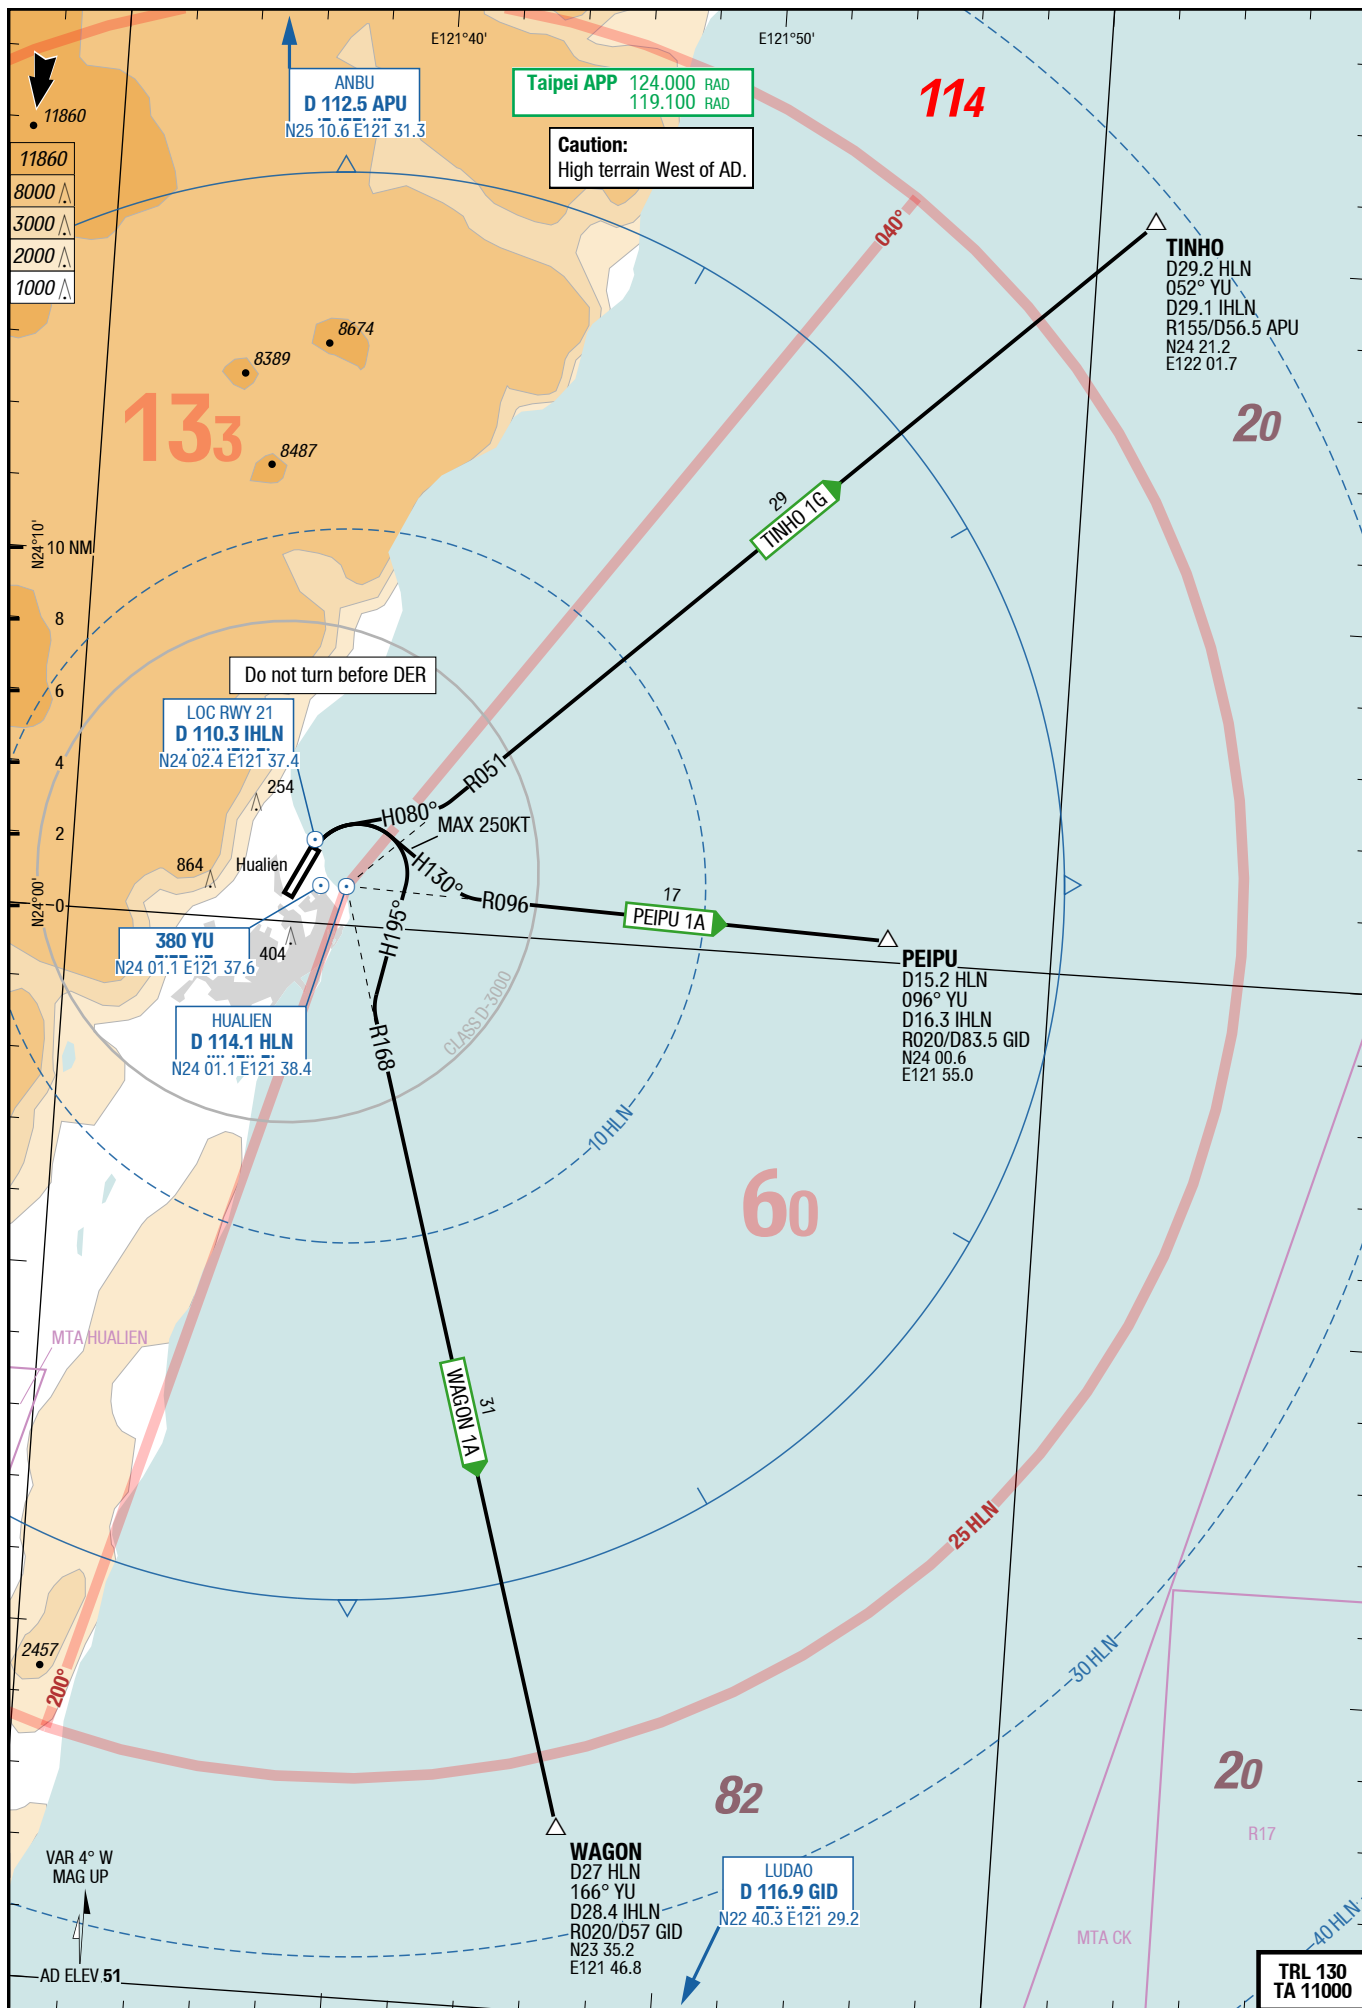 E121°40'
E121°50'
ANBU
D 112.5 APU
N25 10.6 E121 31.3
Taipei APP 124.000 RAD
119.100 RAD
114
Caution:
High terrain West of AD.
11860
11860
8000
3000
2000
1000
040°
TINHO
D29.2 HLN
052° YU
D29.1 IHLN
R155/D56.5 APU
N24 21.2
E122 01.7
8674
8389
133
8487
20
29
TINHO 1G
N24°10'
10 NM
8
6
4
2
0
N24°00'
Do not turn before DER
LOC RWY 21
D 110.3 IHLN
N24 02.4 E121 37.4
254
R051
H080°
MAX 250KT
864
Hualien
H130°
R096
17
PEIPU 1A
H195°
380 YU
N24 01.1 E121 37.6
404
PEIPU
D15.2 HLN
096° YU
D16.3 IHLN
R020/D83.5 GID
N24 00.6
E121 55.0
HUALIEN
D 114.1 HLN
N24 01.1 E121 38.4
CLASS D-3000
R168
10 HLN
60
MTA HUALIEN
31
WAGON 1A
25 HLN
2457
200°
30 HLN
82
20
R17
WAGON
D27 HLN
166° YU
D28.4 IHLN
R020/D57 GID
N23 35.2
E121 46.8
LUDAO
D 116.9 GID
N22 40.3 E121 29.2
VAR 4° W
MAG UP
MTA CK
40 HLN
AD ELEV 51
TRL 130
TA 11000